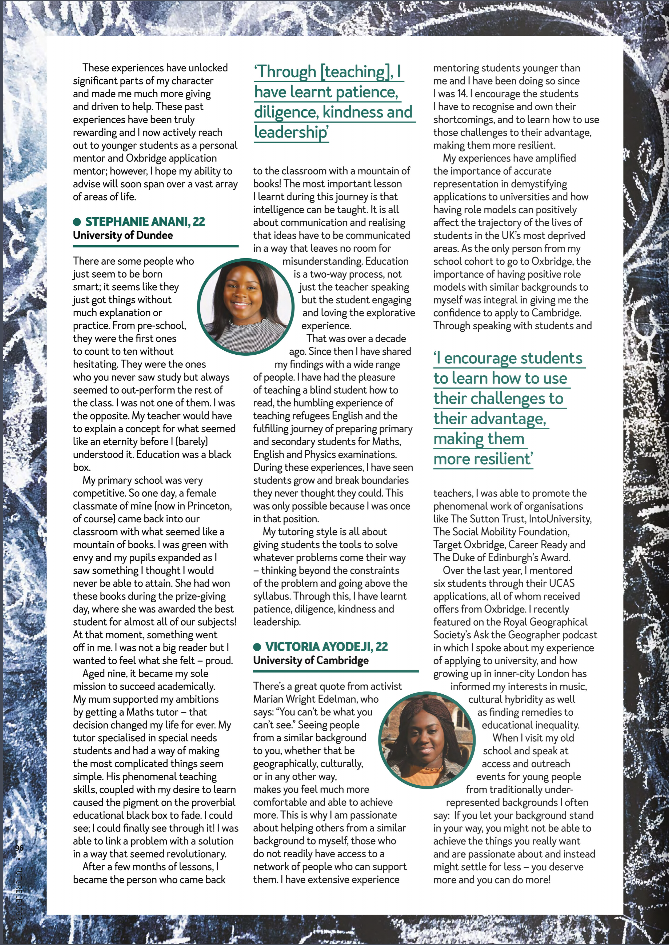 These experiences have unlocked
significant parts of my character
and made me much more giving
and driven to help. These past
experiences have been truly
rewarding and I now actively reach
out to younger students as a personal
mentor and Oxbridge application
mentor; however, I hope my ability to
advise will soon span over a vast array
of areas of life.
● STEPHANIE ANANI, 22
University of Dundee
There are some people who
just seem to be born
smart; it seems like they
just got things without
much explanation or
practice. From pre-school,
they were the first ones
to count to ten without
hesitating. They were the ones
who you never saw study but always
seemed to out-perform the rest of
the class. I was not one of them. I was
the opposite. My teacher would have
to explain a concept for what seemed
like an eternity before I (barely)
understood it. Education was a black
box.
My primary school was very
competitive. So one day, a female
classmate of mine (now in Princeton,
of course) came back into our
classroom with what seemed like a
mountain of books. I was green with
envy and my pupils expanded as I
saw something I thought I would
never be able to attain. She had won
these books during the prize-giving
day, where she was awarded the best
student for almost all of our subjects!
At that moment, something went
off in me. I was not a big reader but I
wanted to feel what she felt – proud.
Aged nine, it became my sole
mission to succeed academically.
My mum supported my ambitions
by getting a Maths tutor – that
decision changed my life for ever. My
tutor specialised in special needs
students and had a way of making
the most complicated things seem
simple. His phenomenal teaching
skills, coupled with my desire to learn
caused the pigment on the proverbial
educational black box to fade. I could
see; I could finally see through it! I was
able to link a problem with a solution
in a way that seemed revolutionary.
After a few months of lessons, I
became the person who came back
'Through [teaching], I
have learnt patience,
diligence, kindness and
leadership'
to the classroom with a mountain of
books! The most important lesson
I learnt during this journey is that
intelligence can be taught. It is all
about communication and realising
that ideas have to be communicated
in a way that leaves no room for
misunderstanding. Education
is a two-way process, not
just the teacher speaking
but the student engaging
and loving the explorative
experience.
That was over a decade
ago. Since then I have shared
my findings with a wide range
of people. I have had the pleasure
of teaching a blind student how to
read, the humbling experience of
teaching refugees English and the
fulfilling journey of preparing primary
and secondary students for Maths,
English and Physics examinations.
During these experiences, I have seen
students grow and break boundaries
they never thought they could. This
was only possible because I was once
in that position.
My tutoring style is all about
giving students the tools to solve
whatever problems come their way
– thinking beyond the constraints
of the problem and going above the
syllabus. Through this, I have learnt
patience, diligence, kindness and
leadership.
● VICTORIA AYODEJI, 22
University of Cambridge
There's a great quote from activist
Marian Wright Edelman, who
says: "You can't be what you
can't see." Seeing people
from a similar background
to you, whether that be
geographically, culturally,
or in any other way,
makes you feel much more
comfortable and able to achieve
more. This is why I am passionate
about helping others from a similar
background to myself, those who
do not readily have access to a
network of people who can support
them. I have extensive experience
mentoring students younger than
me and I have been doing so since
I was 14. I encourage the students
I have to recognise and own their
shortcomings, and to learn how to use
those challenges to their advantage,
making them more resilient.
My experiences have amplified
the importance of accurate
representation in demystifying
applications to universities and how
having role models can positively
affect the trajectory of the lives of
students in the UK's most deprived
areas. As the only person from my
school cohort to go to Oxbridge, the
importance of having positive role
models with similar backgrounds to
myself was integral in giving me the
confidence to apply to Cambridge.
Through speaking with students and
'I encourage students
to learn how to use
their challenges to
their advantage,
making them
more resilient'
teachers, I was able to promote the
phenomenal work of organisations
like The Sutton Trust, IntoUniversity,
The Social Mobility Foundation,
Target Oxbridge, Career Ready and
The Duke of Edinburgh's Award.
Over the last year, I mentored
six students through their UCAS
applications, all of whom received
offers from Oxbridge. I recently
featured on the Royal Geographical
Society's Ask the Geographer podcast
in which I spoke about my experience
of applying to university, and how
growing up in inner-city London has
informed my interests in music,
cultural hybridity as well
as finding remedies to
educational inequality.
When I visit my old
school and speak at
access and outreach
events for young people
from traditionally under-
represented backgrounds I often
say: If you let your background stand
in your way, you might not be able to
achieve the things you really want
and are passionate about and instead
might settle for less – you deserve
more and you can do more!